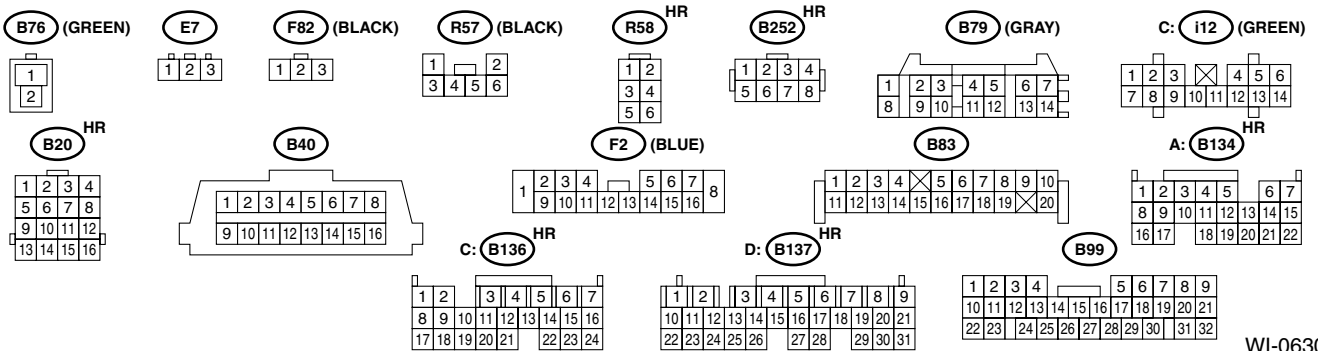 B76 (GREEN) E7 F82 (BLACK) R57 (BLACK) R58 HR B252 HR B79 (GRAY) C: i12 (GREEN)
1
2
1 2 3
1 2 3
1 2
3 4 5 6
1 2
3 4
5 6
1 2 3 4
5 6 7 8
1 2 3 4 5 6 7
8 9 10 11 12 13 14
1 2 3 4 5 6
7 8 9 10 11 12 13 14
B20 HR B40 F2 (BLUE) B83 A: B134 HR
1 2 3 4
5 6 7 8
9 10 11 12
13 14 15 16
1 2 3 4 5 6 7 8
9 10 11 12 13 14 15 16
1 2 3 4 5 6 7 8
9 10 11 12 13 14 15 16
1 2 3 4 5 6 7 8 9 10
11 12 13 14 15 16 17 18 19 20
1 2 3 4 5 6 7
8 9 10 11 12 13 14 15
16 17 18 19 20 21 22
C: B136 HR D: B137 HR B99
1 2 3 4 5 6 7
8 9 10 11 12 13 14 15 16
17 18 19 20 21 22 23 24
1 2 3 4 5 6 7 8 9
10 11 12 13 14 15 16 17 18 19 20 21
22 23 24 25 26 27 28 29 30 31
1 2 3 4 5 6 7 8 9
10 11 12 13 14 15 16 17 18 19 20 21
22 23 24 25 26 27 28 29 30 31 32
WI-0630